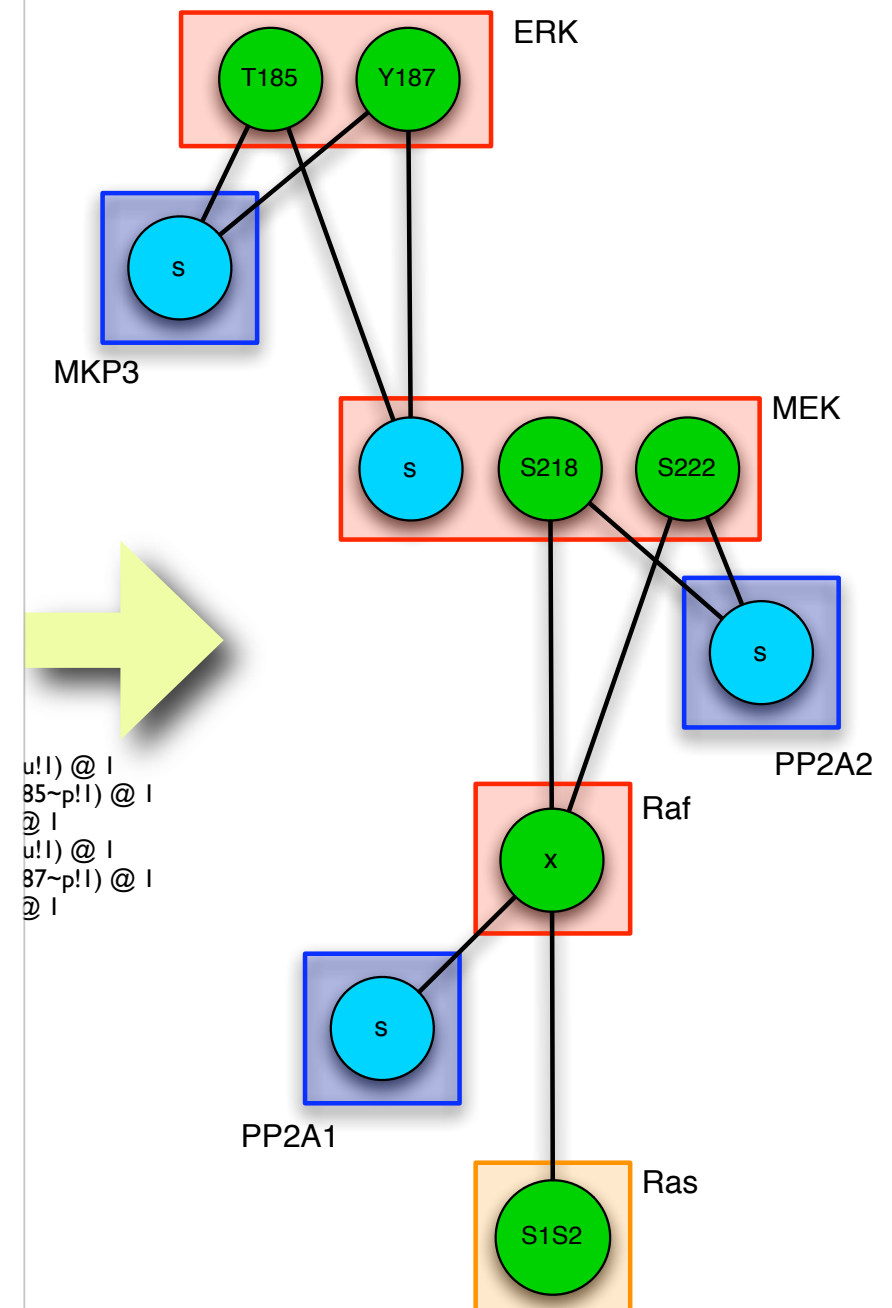 ERK
T185 Y187
s
MKP3
MEK
s S218 S222
s
PP2A2
u!1) @ 1
85~p!1) @ 1
@ 1
u!1) @ 1
87~p!1) @ 1
@ 1
Raf
x
s
PP2A1
Ras
S1S2